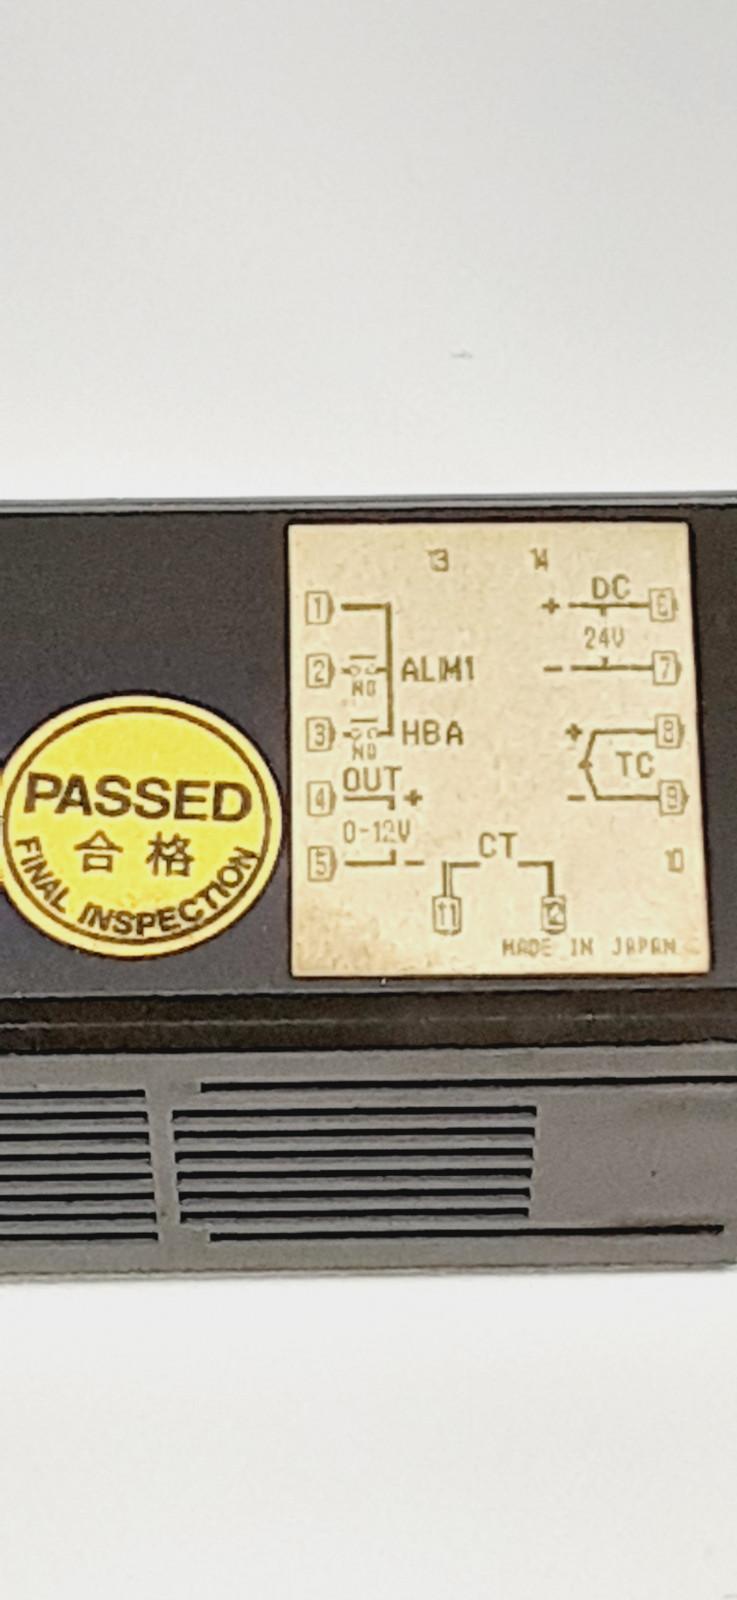 PASSED
合格
FINAL INSPECTION
13 14
1
2 NO ALM1
3 NO HBA
4 OUT +
0-12V
5 -
+ DC 6
24V
- 7
+ 8
TC
- 9
10
CT
11 12
MADE IN JAPAN